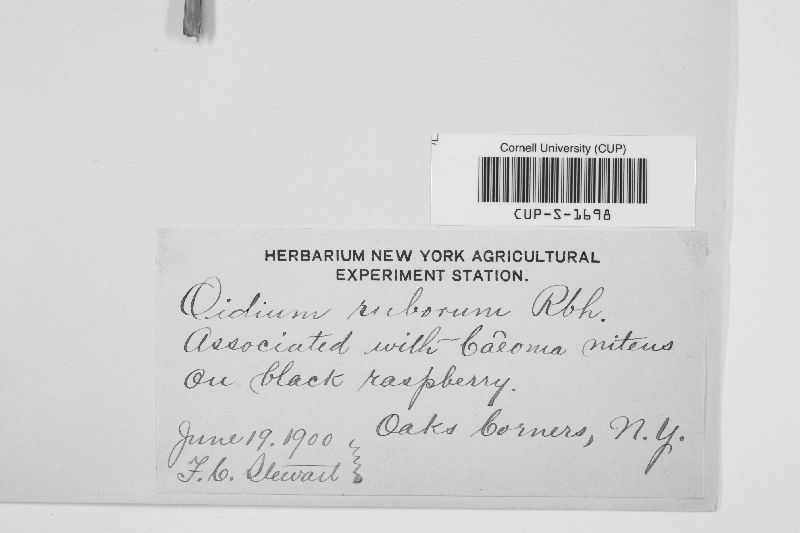 Cornell University (CUP)
CUP-S-1698
HERBARIUM NEW YORK AGRICULTURAL
EXPERIMENT STATION.
Oidium ruborum Rbh.
Associated with Cäeoma nitens
on black raspberry.
June 19. 1900 Oaks Corners, N.Y.
F. C. Stewart